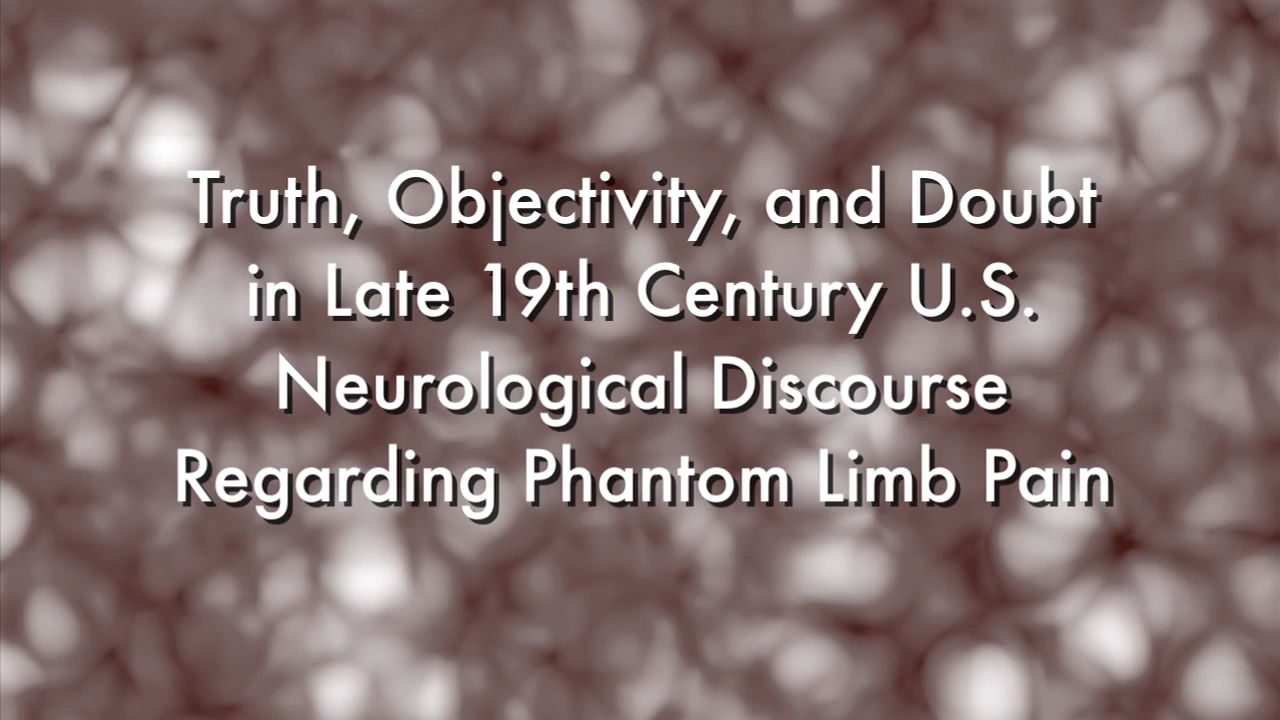 Truth, Objectivity, and Doubt
in Late 19th Century U.S.
Neurological Discourse
Regarding Phantom Limb Pain